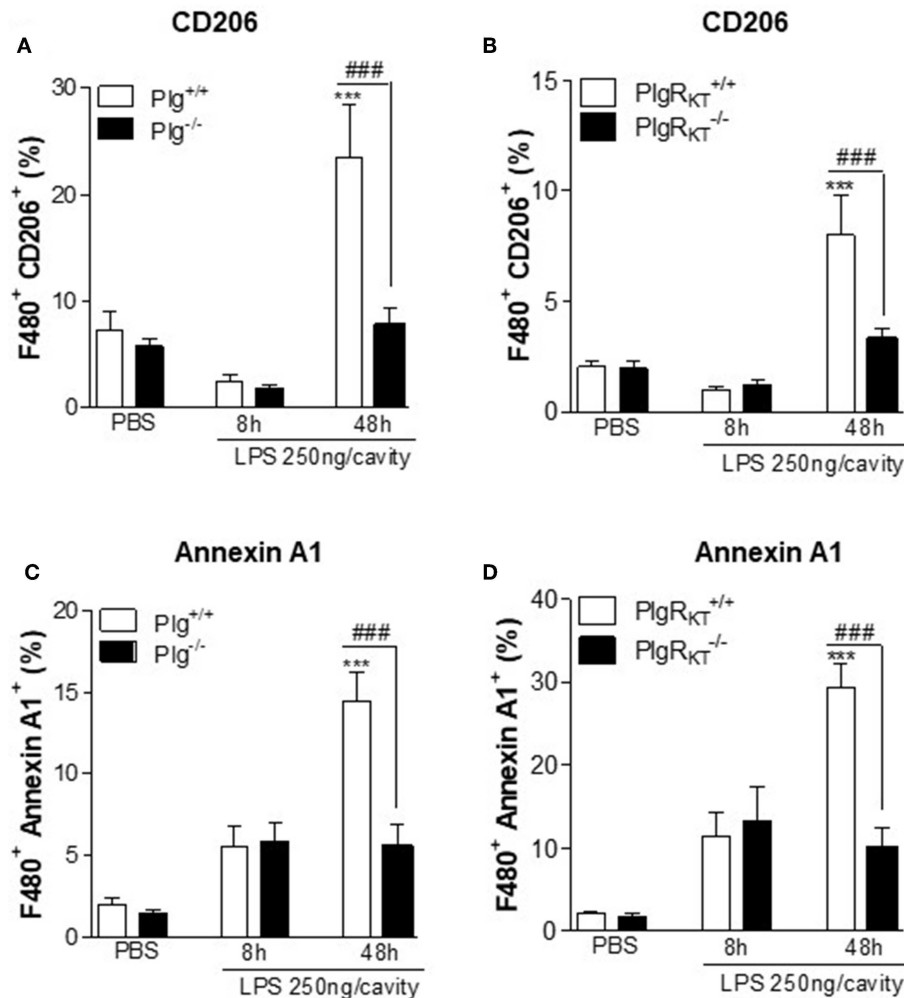 CD206
A
F480+ CD206+ (%)
30
20
10
0
Plg+/+
Plg-/-
###
***
PBS
8h
48h
LPS 250ng/cavity
CD206
B
F480+ CD206+ (%)
15
10
5
0
PlgRKT+/+
PlgRKT-/-
###
***
PBS
8h
48h
LPS 250ng/cavity
Annexin A1
C
F480+ Annexin A1+ (%)
20
15
10
5
0
Plg+/+
Plg-/-
###
***
PBS
8h
48h
LPS 250ng/cavity
Annexin A1
D
F480+ Annexin A1+ (%)
40
30
20
10
0
PlgRKT+/+
PlgRKT-/-
###
***
PBS
8h
48h
LPS 250ng/cavity